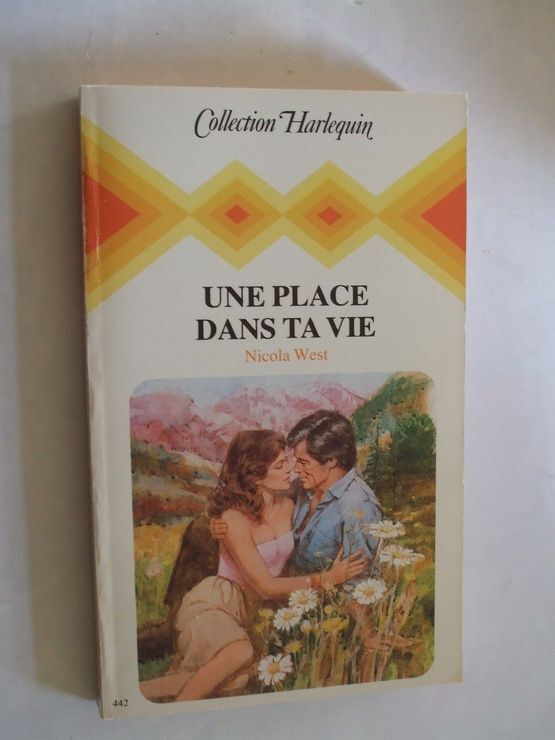 Collection Harlequin
UNE PLACE
DANS TA VIE
Nicola West
442